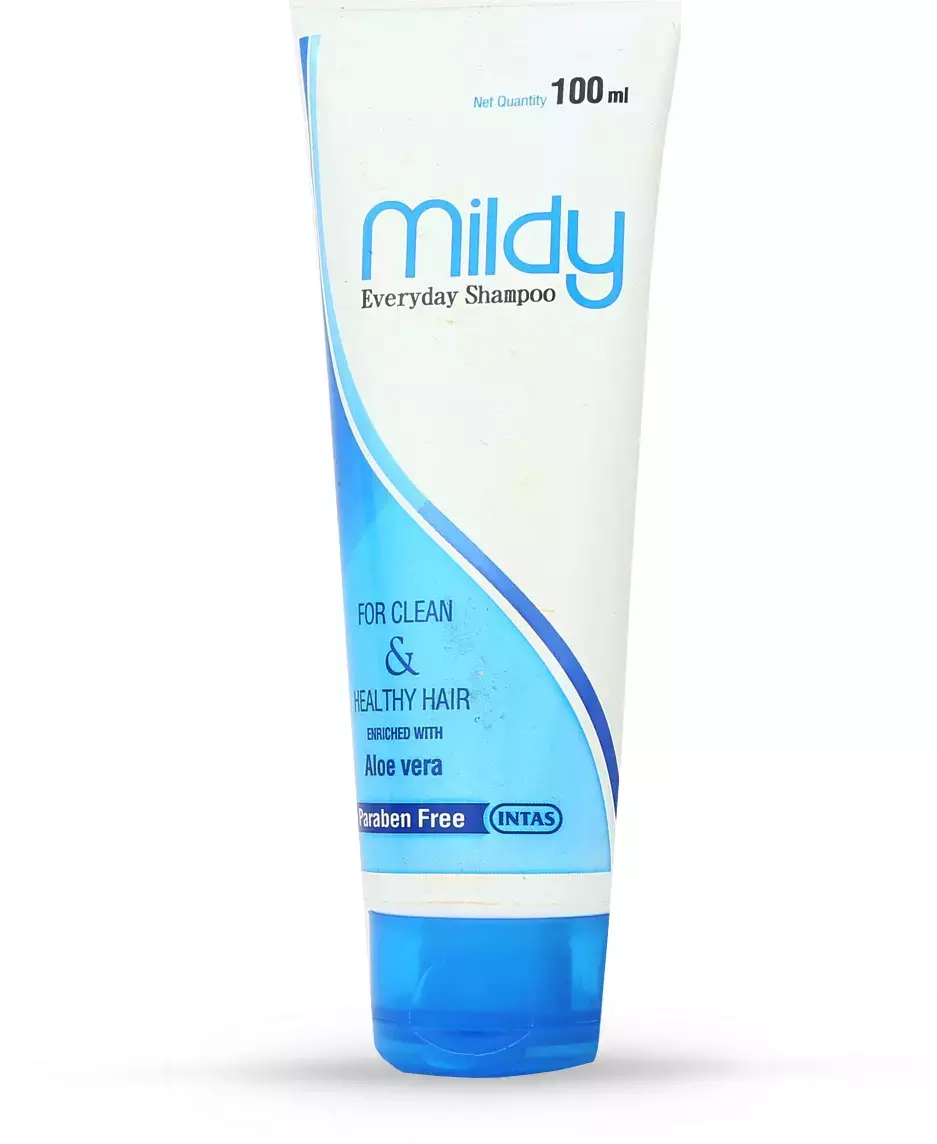 Net Quantity 100 ml
mildy
Everyday Shampoo
FOR CLEAN
&
HEALTHY HAIR
ENRICHED WITH
Aloe vera
Paraben Free INTAS